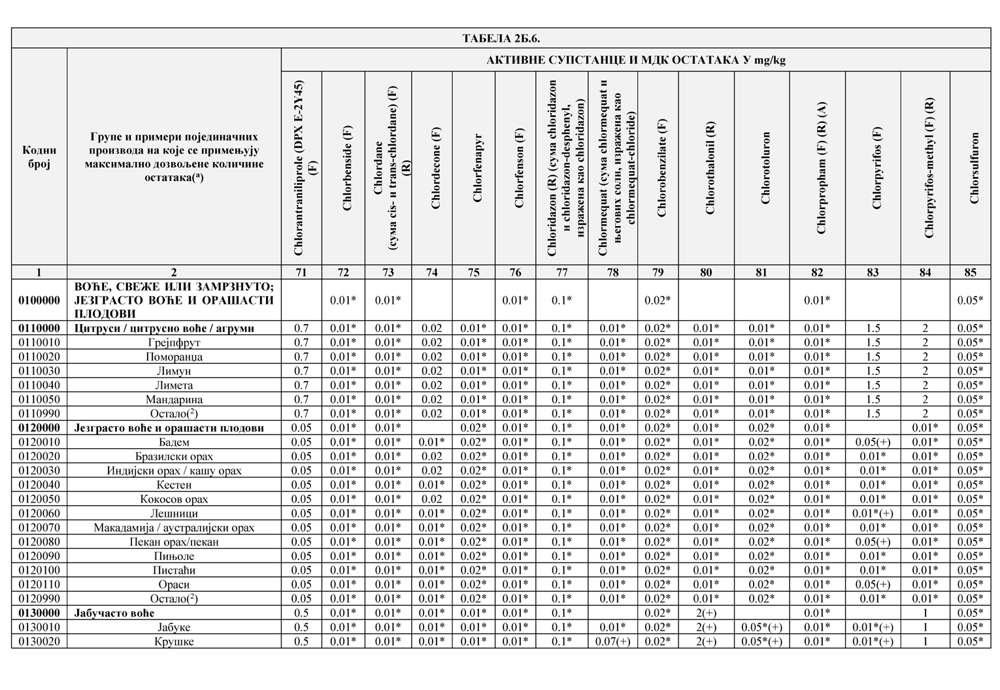 ТАБЕЛА 2Б.6.
АКТИВНЕ СУПСТАНЦЕ И МДК ОСТАТАКА У mg/kg
Кодни
број
Групе и примери појединачних
производа на које се примењују
максимално дозвољене количине
остатака(ᵃ)
Chlorantraniliprole (DPX E-2Y45)
(F)
Chlorbenside (F)
Chlordane
(сума cis- и trans-chlordane) (F)
(R)
Chlordecone (F)
Chlorfenapyr
Chlorfenson (F)
Chloridazon (R) (сума chloridazon
и chloridazon-desphenyl,
изражена као chloridazon)
Chlormequat (сума chlormequat и
његових соли, изражена као
chlormequat-chloride)
Chlorobenzilate (F)
Chlorothalonil (R)
Chlorotoluron
Chlorpropham (F) (R) (A)
Chlorpyrifos (F)
Chlorpyrifos-methyl (F) (R)
Chlorsulfuron
1 2 71 72 73 74 75 76 77 78 79 80 81 82 83 84 85
ВОЋЕ, СВЕЖЕ ИЛИ ЗАМРЗНУТО;
0100000 ЈЕЗГРАСТО ВОЋЕ И ОРАШАСТИ 0.01* 0.01* 0.01* 0.1* 0.02* 0.01* 0.05*
ПЛОДОВИ
0110000 Цитруси / цитрусно воће / агруми 0.7 0.01* 0.01* 0.02 0.01* 0.01* 0.1* 0.01* 0.02* 0.01* 0.01* 0.01* 1.5 2 0.05*
0110010 Грејпфрут 0.7 0.01* 0.01* 0.02 0.01* 0.01* 0.1* 0.01* 0.02* 0.01* 0.01* 0.01* 1.5 2 0.05*
0110020 Поморанџа 0.7 0.01* 0.01* 0.02 0.01* 0.01* 0.1* 0.01* 0.02* 0.01* 0.01* 0.01* 1.5 2 0.05*
0110030 Лимун 0.7 0.01* 0.01* 0.02 0.01* 0.01* 0.1* 0.01* 0.02* 0.01* 0.01* 0.01* 1.5 2 0.05*
0110040 Лимета 0.7 0.01* 0.01* 0.02 0.01* 0.01* 0.1* 0.01* 0.02* 0.01* 0.01* 0.01* 1.5 2 0.05*
0110050 Мандарина 0.7 0.01* 0.01* 0.02 0.01* 0.01* 0.1* 0.01* 0.02* 0.01* 0.01* 0.01* 1.5 2 0.05*
0110990 Остало(²) 0.7 0.01* 0.01* 0.02 0.01* 0.01* 0.1* 0.01* 0.02* 0.01* 0.01* 0.01* 1.5 2 0.05*
0120000 Језграсто воће и орашасти плодови 0.05 0.01* 0.01* 0.02* 0.01* 0.1* 0.01* 0.02* 0.01* 0.02* 0.01* 0.01* 0.05*
0120010 Бадем 0.05 0.01* 0.01* 0.01* 0.02* 0.01* 0.1* 0.01* 0.02* 0.01* 0.02* 0.01* 0.05(+) 0.01* 0.05*
0120020 Бразилски орах 0.05 0.01* 0.01* 0.02 0.02* 0.01* 0.1* 0.01* 0.02* 0.01* 0.02* 0.01* 0.01* 0.01* 0.05*
0120030 Индијски орах / кашу орах 0.05 0.01* 0.01* 0.02 0.02* 0.01* 0.1* 0.01* 0.02* 0.01* 0.02* 0.01* 0.01* 0.01* 0.05*
0120040 Кестен 0.05 0.01* 0.01* 0.01* 0.02* 0.01* 0.1* 0.01* 0.02* 0.01* 0.02* 0.01* 0.01* 0.01* 0.05*
0120050 Кокосов орах 0.05 0.01* 0.01* 0.02 0.02* 0.01* 0.1* 0.01* 0.02* 0.01* 0.02* 0.01* 0.01* 0.01* 0.05*
0120060 Лешници 0.05 0.01* 0.01* 0.01* 0.02* 0.01* 0.1* 0.01* 0.02* 0.01* 0.02* 0.01* 0.01*(+) 0.01* 0.05*
0120070 Макадамија / аустралијски орах 0.05 0.01* 0.01* 0.01* 0.02* 0.01* 0.1* 0.01* 0.02* 0.01* 0.02* 0.01* 0.01* 0.01* 0.05*
0120080 Пекан орах/пекан 0.05 0.01* 0.01* 0.01* 0.02* 0.01* 0.1* 0.01* 0.02* 0.01* 0.02* 0.01* 0.05(+) 0.01* 0.05*
0120090 Пињоле 0.05 0.01* 0.01* 0.01* 0.02* 0.01* 0.1* 0.01* 0.02* 0.01* 0.02* 0.01* 0.01* 0.01* 0.05*
0120100 Пистаћи 0.05 0.01* 0.01* 0.01* 0.02* 0.01* 0.1* 0.01* 0.02* 0.01* 0.02* 0.01* 0.01* 0.01* 0.05*
0120110 Ораси 0.05 0.01* 0.01* 0.01* 0.02* 0.01* 0.1* 0.01* 0.02* 0.01* 0.02* 0.01* 0.05(+) 0.01* 0.05*
0120990 Остало(²) 0.05 0.01* 0.01* 0.01* 0.02* 0.01* 0.1* 0.01* 0.02* 0.01* 0.02* 0.01* 0.01* 0.01* 0.05*
0130000 Јабучасто воће 0.5 0.01* 0.01* 0.01* 0.01* 0.01* 0.1* 0.02* 2(+) 0.01* 1 0.05*
0130010 Јабуке 0.5 0.01* 0.01* 0.01* 0.01* 0.01* 0.1* 0.01* 0.02* 2(+) 0.05*(+) 0.01* 0.01*(+) 1 0.05*
0130020 Крушке 0.5 0.01* 0.01* 0.01* 0.01* 0.01* 0.1* 0.07(+) 0.02* 2(+) 0.05*(+) 0.01* 0.01*(+) 1 0.05*